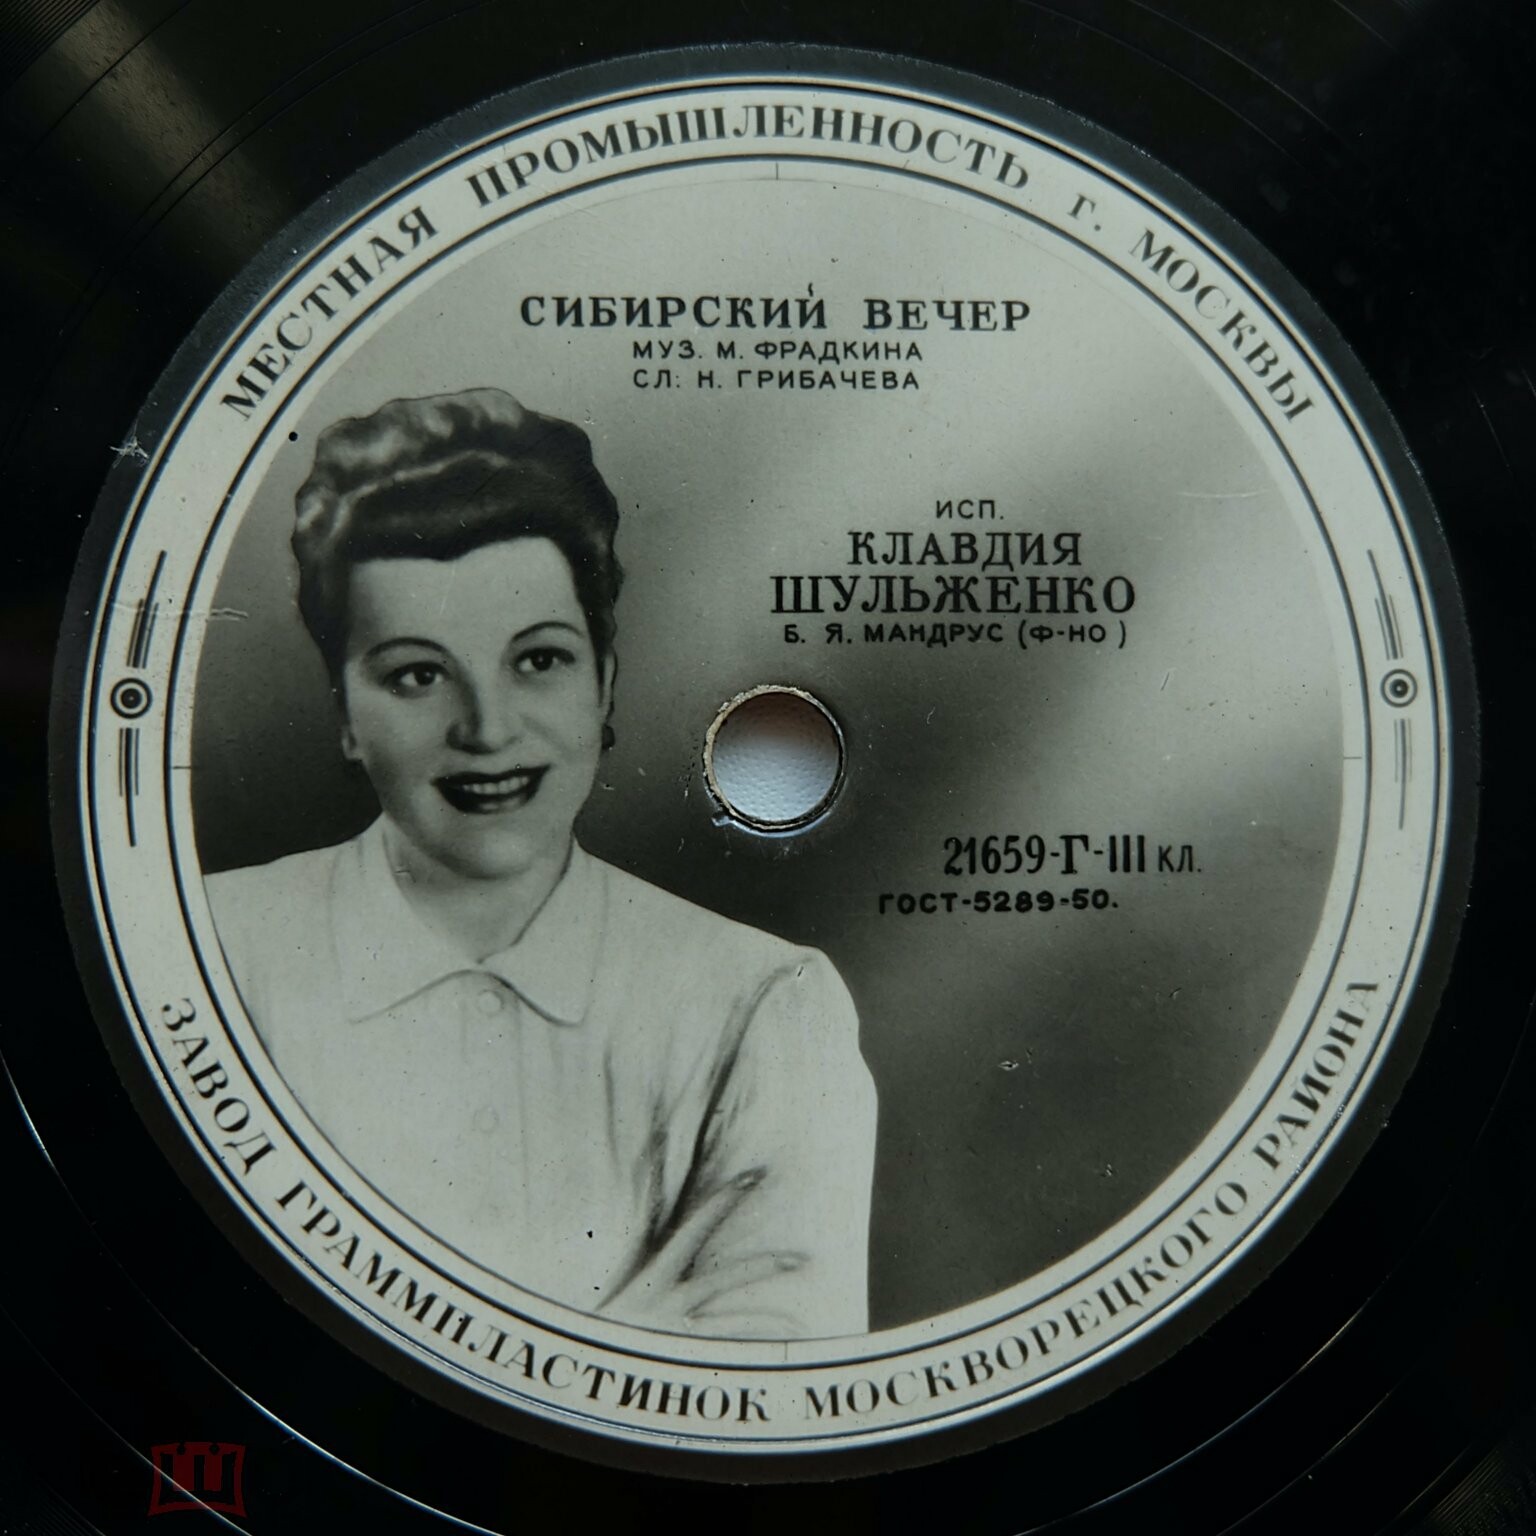 МЕСТНАЯ ПРОМЫШЛЕННОСТЬ г. МОСКВЫ
СИБИРСКИЙ ВЕЧЕР
МУЗ. М. ФРАДКИНА
СЛ: Н. ГРИБАЧЕВА
ИСП.
КЛАВДИЯ
ШУЛЬЖЕНКО
Б. Я. МАНДРУС (Ф-НО )
21659-Г-III КЛ.
ГОСТ-5289-50.
ЗАВОД ГРАММПЛАСТИНОК МОСКВОРЕЦКОГО РАЙОНА